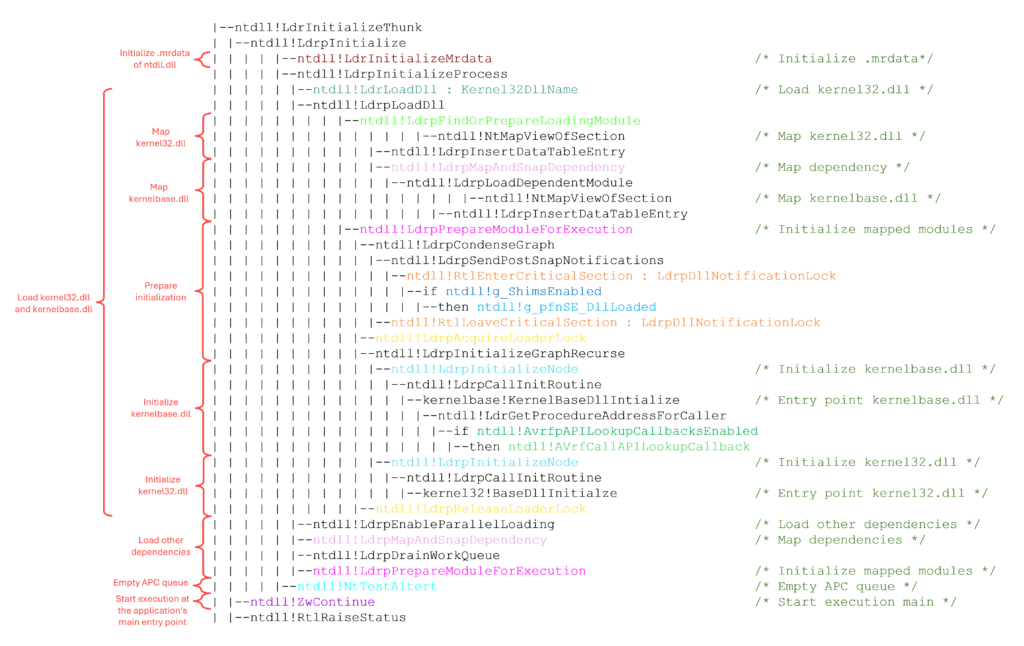 |--ntdll!LdrInitializeThunk
| |--ntdll!LdrpInitialize
Initialize .mrdata
of ntdll.dll
| | | | |--ntdll!LdrInitializeMrdata /* Initialize .mrdata*/
| | | | |--ntdll!LdrpInitializeProcess
Load kernel32.dll
and kernelbase.dll
| | | | | |--ntdll!LdrLoadDll : Kernel32DllName /* Load kernel32.dll */
| | | | | |--ntdll!LdrpLoadDll
Map
kernel32.dll
| | | | | | | | |--ntdll!LdrpFindOrPrepareLoadingModule
| | | | | | | | | | | | | |--ntdll!NtMapViewOfSection /* Map kernel32.dll */
| | | | | | | | | | |--ntdll!LdrpInsertDataTableEntry
Map
kernelbase.dll
| | | | | | | | | | |--ntdll!LdrpMapAndSnapDependency /* Map dependency */
| | | | | | | | | | | |--ntdll!LdrpLoadDependentModule
| | | | | | | | | | | | | | | | |--ntdll!NtMapViewOfSection /* Map kernelbase.dll */
| | | | | | | | | | | | | | |--ntdll!LdrpInsertDataTableEntry
Prepare
initialization
| | | | | | | | |--ntdll!LdrpPrepareModuleForExecution /* Initialize mapped modules */
| | | | | | | | | |--ntdll!LdrpCondenseGraph
| | | | | | | | | | |--ntdll!LdrpSendPostSnapNotifications
| | | | | | | | | | | |--ntdll!RtlEnterCriticalSection : LdrpDllNotificationLock
| | | | | | | | | | | | |--if ntdll!g_ShimsEnabled
| | | | | | | | | | | | | |--then ntdll!g_pfnSE_DllLoaded
| | | | | | | | | | |--ntdll!RtlLeaveCriticalSection : LdrpDllNotificationLock
| | | | | | | | | |--ntdll!LdrpAcquireLoaderLock
| | | | | | | | | |--ntdll!LdrpInitializeGraphRecurse
Initialize
kernelbase.dll
| | | | | | | | | | |--ntdll!LdrpInitializeNode /* Initialize kernelbase.dll */
| | | | | | | | | | | |--ntdll!LdrpCallInitRoutine
| | | | | | | | | | | | |--kernelbase!KernelBaseDllIntialize /* Entry point kernelbase.dll */
| | | | | | | | | | | | | |--ntdll!LdrGetProcedureAddressForCaller
| | | | | | | | | | | | | | |--if ntdll!AvrfpAPILookupCallbacksEnabled
| | | | | | | | | | | | | | | |--then ntdll!AVrfCallAPILookupCallback
Initialize
kernel32.dll
| | | | | | | | | | |--ntdll!LdrpInitializeNode /* Initialize kernel32.dll */
| | | | | | | | | | | |--ntdll!LdrpCallInitRoutine
| | | | | | | | | | | | |--kernel32!BaseDllInitialze /* Entry point kernel32.dll */
| | | | | | | | | |--ntdll!LdrpReleaseLoaderLock
Load other
dependencies
| | | | | |--ntdll!LdrpEnableParallelLoading /* Load other dependencies */
| | | | | |--ntdll!LdrpMapAndSnapDependency /* Map dependencies */
| | | | | |--ntdll!LdrpDrainWorkQueue
| | | | | |--ntdll!LdrpPrepareModuleForExecution /* Initialize mapped modules */
Empty APC queue
| | | | |--ntdll!NtTestAltert /* Empty APC queue */
Start execution at
the application's
main entry point
| |--ntdll!ZwContinue /* Start execution main */
| |--ntdll!RtlRaiseStatus